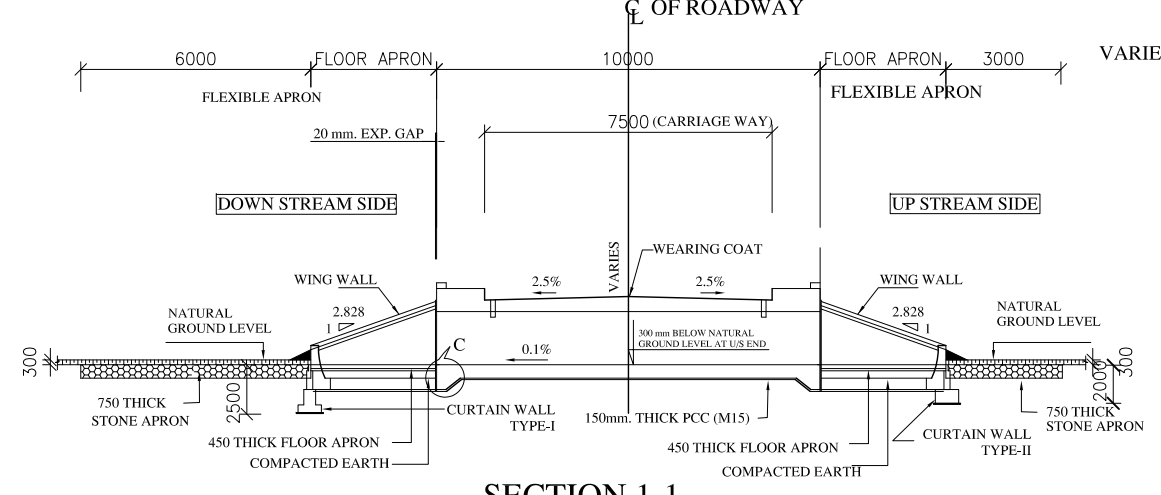 C
L OF ROADWAY
6000 FLOOR APRON 10000 FLOOR APRON 3000 VARIE
FLEXIBLE APRON
FLEXIBLE APRON
7500 (CARRIAGE WAY)
20 mm. EXP. GAP
DOWN STREAM SIDE
UP STREAM SIDE
VARIES
WEARING COAT
WING WALL
2.5%
2.5%
WING WALL
NATURAL
GROUND LEVEL
2.828
1
2.828
1
NATURAL
GROUND LEVEL
300 mm BELOW NATURAL
GROUND LEVEL AT U/S END
C
0.1%
300
300
2500
2000
750 THICK
STONE APRON
CURTAIN WALL
TYPE-I
150mm. THICK PCC (M15)
750 THICK
STONE APRON
450 THICK FLOOR APRON
COMPACTED EARTH
450 THICK FLOOR APRON
COMPACTED EARTH
CURTAIN WALL
TYPE-II
SECTION 1-1